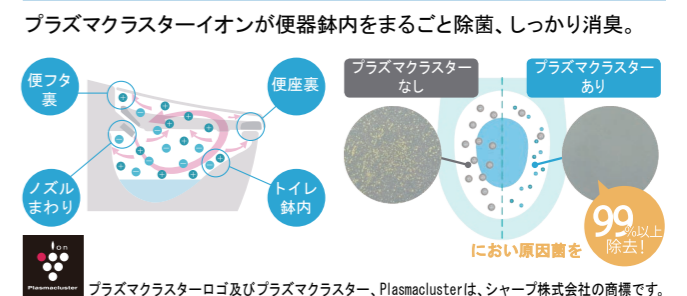 プラズマクラスターイオンが便器鉢内をまるごと除菌、しっかり消臭。
便フタ
裏
便座裏
ノズル
まわり
トイレ
鉢内
プラズマクラスター
なし
プラズマクラスター
あり
におい原因菌を
99%以上
除去!
ion
Plasmacluster
プラズマクラスターロゴ及びプラズマクラスター、Plasmaclusterは、シャープ株式会社の商標です。